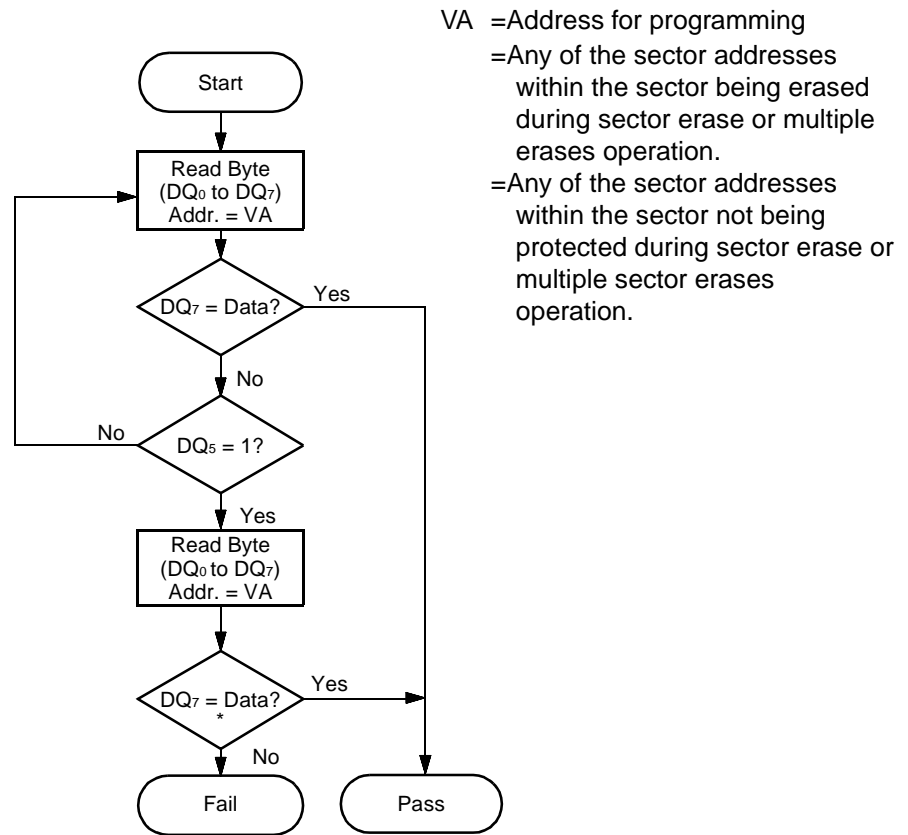 VA =Address for programming
=Any of the sector addresses
within the sector being erased
during sector erase or multiple
erases operation.
=Any of the sector addresses
within the sector not being
protected during sector erase or
multiple sector erases
operation.
Start
Read Byte
(DQ0 to DQ7)
Addr. = VA
DQ7 = Data?
Yes
No
DQ5 = 1?
No
Yes
Read Byte
(DQ0 to DQ7)
Addr. = VA
DQ7 = Data?
*
Yes
No
Fail
Pass